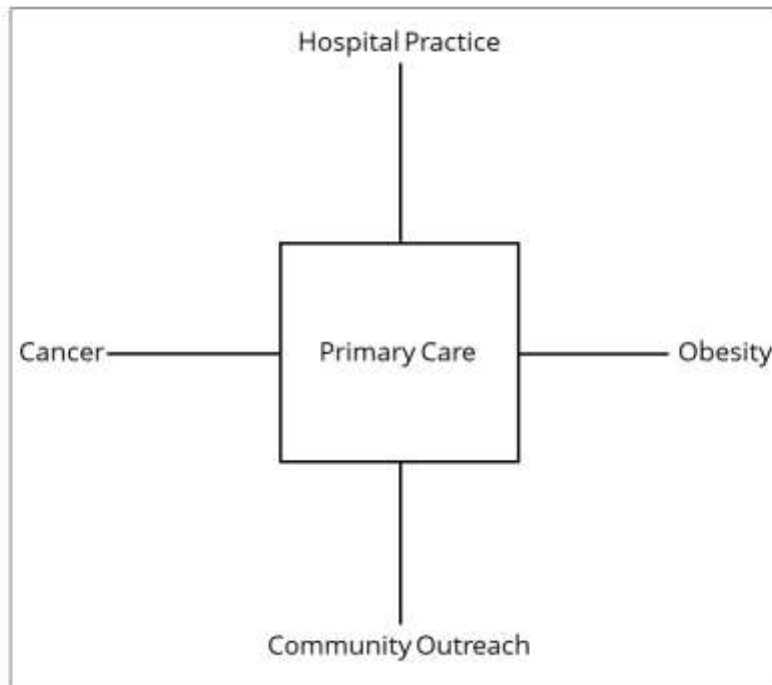 Hospital Practice
Cancer
Primary Care
Obesity
Community Outreach